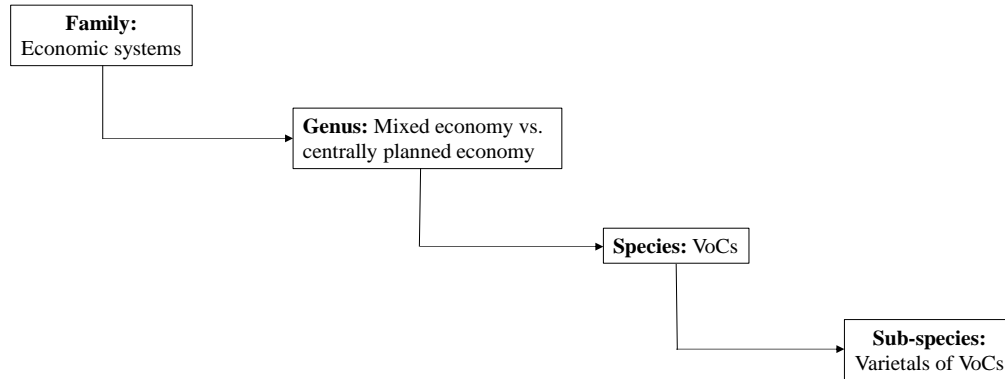 Family:
Economic systems
Genus: Mixed economy vs.
centrally planned economy
Species: VoCs
Sub-species:
Varietals of VoCs